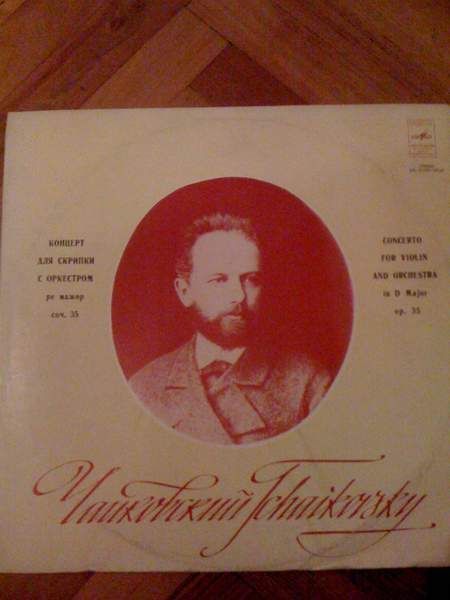 КОНЦЕРТ
ДЛЯ СКРИПКИ
С ОРКЕСТРОМ
ре мажор
соч. 35
CONCERTO
FOR VIOLIN
AND ORCHESTRA
in D Major
op. 35
Чайковский Tchaikovsky